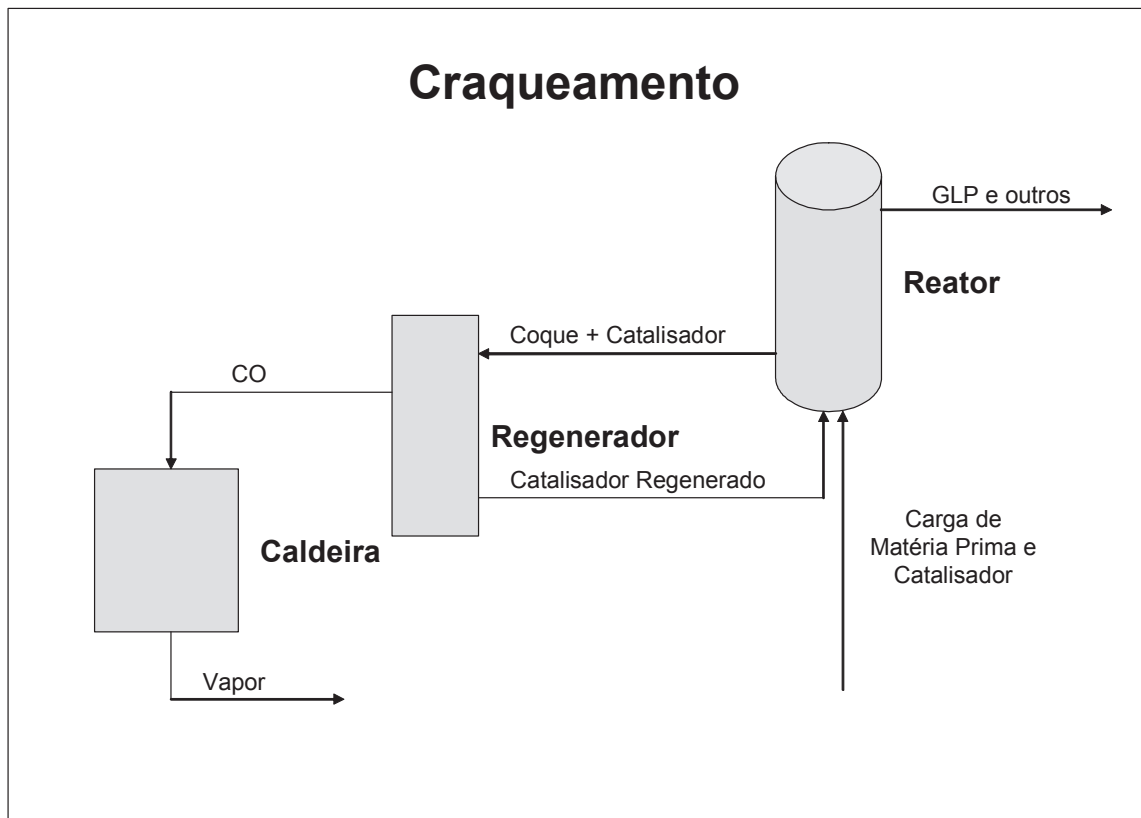 Craqueamento
GLP e outros
Reator
Coque + Catalisador
CO
Regenerador
Catalisador Regenerado
Carga de
Matéria Prima e
Catalisador
Caldeira
Vapor